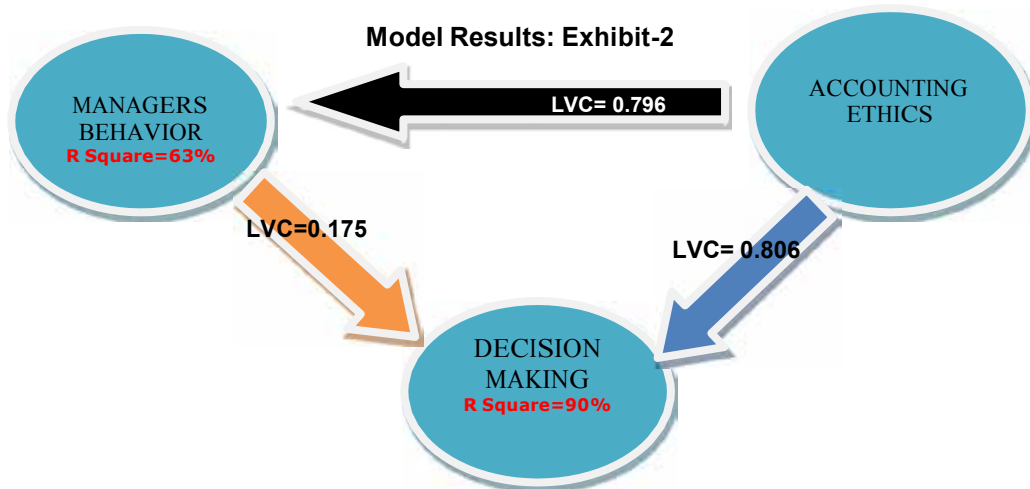 Model Results: Exhibit-2
MANAGERS
BEHAVIOR
R Square=63%
LVC= 0.796
ACCOUNTING
ETHICS
LVC=0.175
LVC= 0.806
DECISION
MAKING
R Square=90%